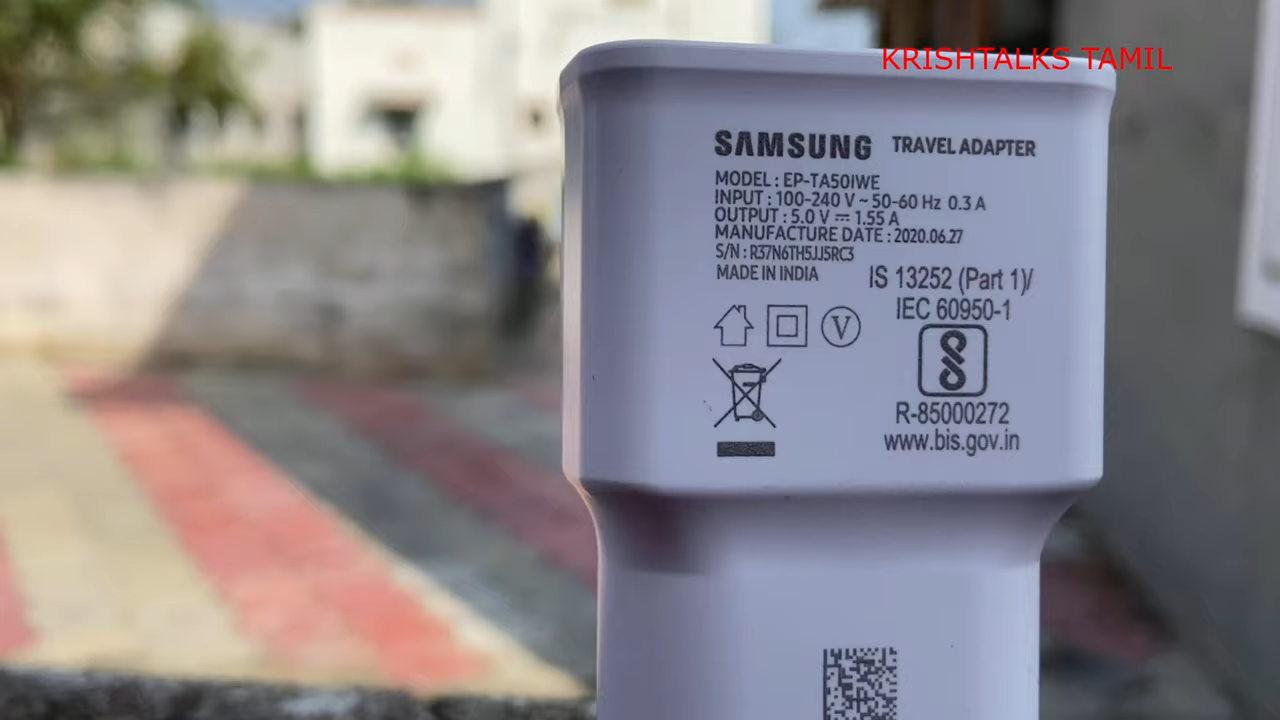 KRISHTALKS TAMIL
SAMSUNG TRAVEL ADAPTER
MODEL : EP-TA50IWE
INPUT : 100-240 V ~ 50-60 Hz 0.3 A
OUTPUT : 5.0 V ⎓ 1.55 A
MANUFACTURE DATE : 2020.06.27
S/N : R37N6TH5JJ5RC3
MADE IN INDIA
IS 13252 (Part 1)/
IEC 60950-1
V
R-85000272
www.bis.gov.in